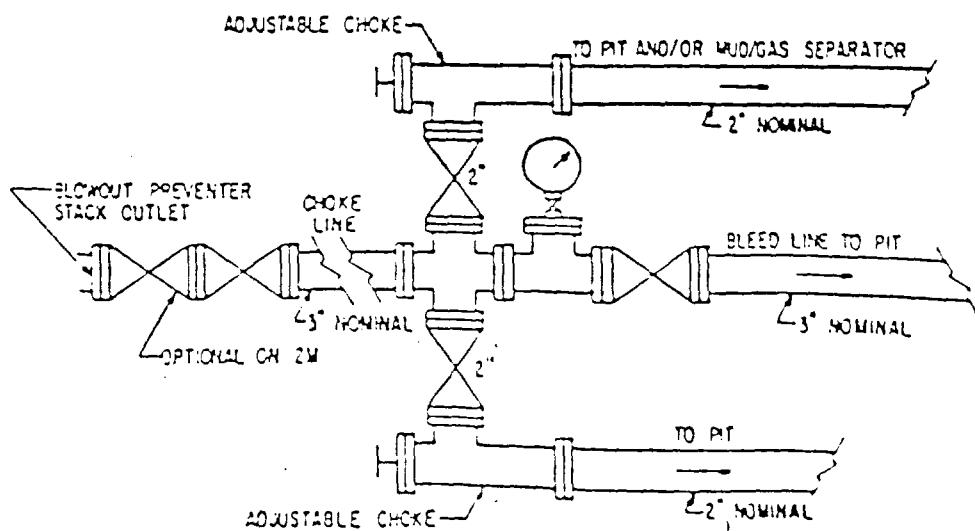 ADJUSTABLE CHOKE
TO PIT AND/OR MUD/GAS SEPARATOR
2" NOMINAL
2"
BLOWOUT PREVENTER
STACK OUTLET
CHOKE
LINE
BLEED LINE TO PIT
3" NOMINAL
3" NOMINAL
OPTIONAL ON 2M
2"
TO PIT
ADJUSTABLE CHOKE
2" NOMINAL